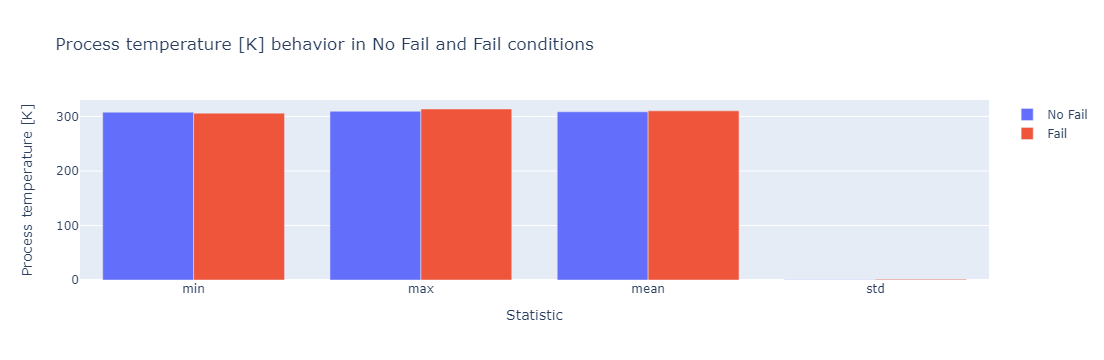 Process temperature [K] behavior in No Fail and Fail conditions
Process temperature [K]
300
200
100
0
min
max
mean
std
Statistic
No Fail
Fail